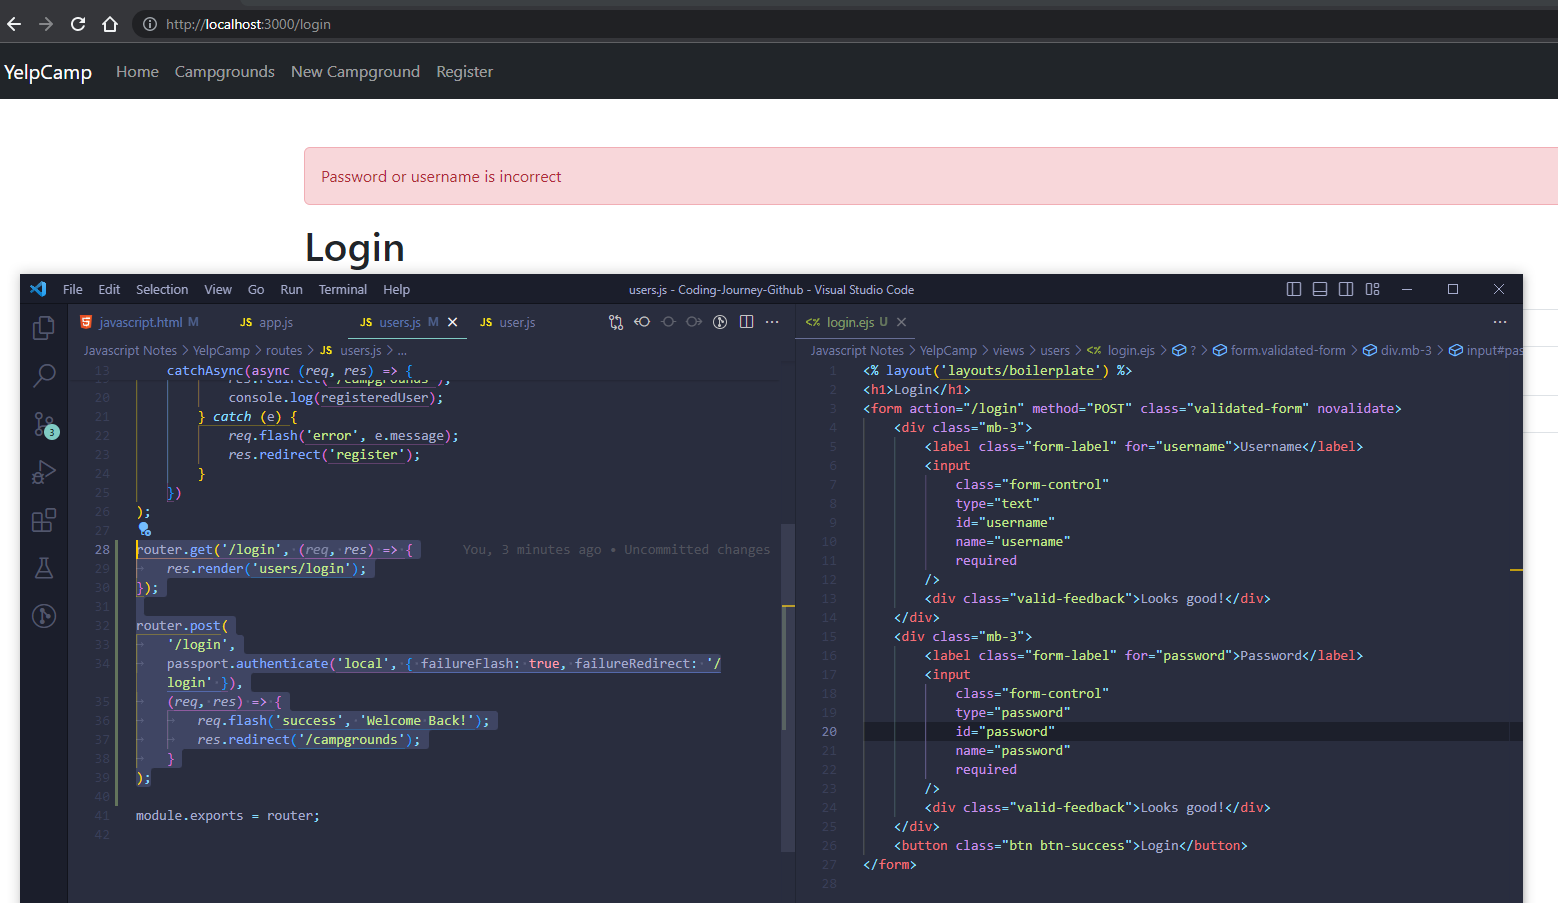 http://localhost:3000/login
YelpCamp Home Campgrounds New Campground Register
Password or username is incorrect
Login
File Edit Selection View Go Run Terminal Help
users.js - Coding-Journey-Github - Visual Studio Code
javascript.html M JS app.js JS users.js M JS user.js
Javascript Notes > YelpCamp > routes > JS users.js > ...
13 catchAsync(async (req, res) => {
res.redirect('/campgrounds');
20 console.log(registeredUser);
21 } catch (e) {
22 req.flash('error', e.message);
23 res.redirect('register');
24 }
25 })
26 );
27
28 router.get('/login', (req, res) => { You, 3 minutes ago • Uncommitted changes
29 res.render('users/login');
30 });
31
32 router.post(
33 '/login',
34 passport.authenticate('local', { failureFlash: true, failureRedirect: '/
login' }),
35 (req, res) => {
36 req.flash('success', 'Welcome Back!');
37 res.redirect('/campgrounds');
38 }
39 );
40
41 module.exports = router;
42
3
<%  login.ejs U
Javascript Notes > YelpCamp > views > users > <% login.ejs > ? > form.validated-form > div.mb-3 > input#pas
1 <% layout('layouts/boilerplate') %>
2 <h1>Login</h1>
3 <form action="/login" method="POST" class="validated-form" novalidate>
4 <div class="mb-3">
5 <label class="form-label" for="username">Username</label>
6 <input
7 class="form-control"
8 type="text"
9 id="username"
10 name="username"
11 required
12 />
13 <div class="valid-feedback">Looks good!</div>
14 </div>
15 <div class="mb-3">
16 <label class="form-label" for="password">Password</label>
17 <input
18 class="form-control"
19 type="password"
20 id="password"
21 name="password"
22 required
23 />
24 <div class="valid-feedback">Looks good!</div>
25 </div>
26 <button class="btn btn-success">Login</button>
27 </form>
28